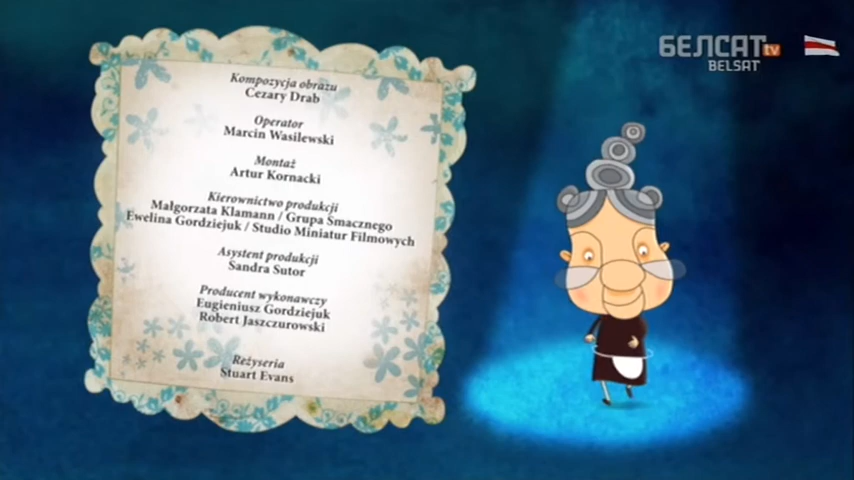 БЕЛСАТ tv
BELSAT
Kompozycja obrazu
Cezary Drab
Operator
Marcin Wasilewski
Montaż
Artur Kornacki
Kierownictwo produkcji
Małgorzata Klamann / Grupa Smacznego
Ewelina Gordziejuk / Studio Miniatur Filmowych
Asystent produkcji
Sandra Sutor
Producent wykonawczy
Eugieniusz Gordziejuk
Robert Jaszczurowski
Reżyseria
Stuart Evans